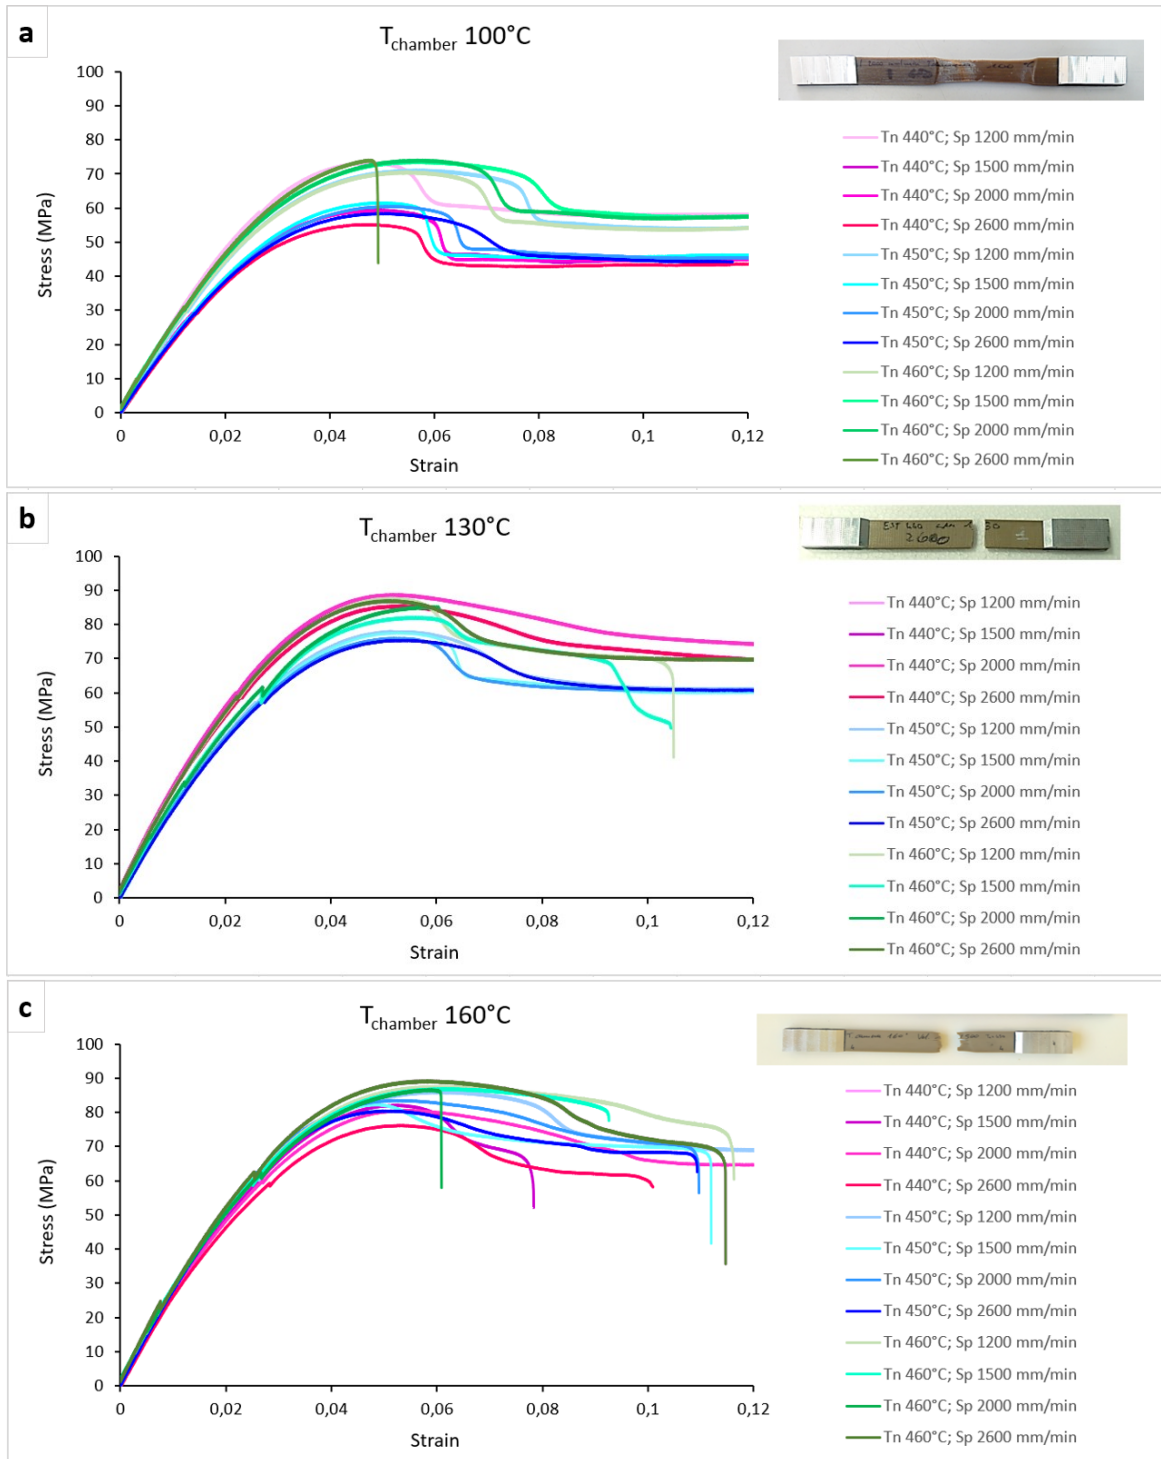 a
T chamber 100°C
100
90
80
70
60
50
40
30
20
10
0
Stress (MPa)
0
0,02
0,04
0,06
0,08
0,1
0,12
Strain
Tn 440°C; Sp 1200 mm/min
Tn 440°C; Sp 1500 mm/min
Tn 440°C; Sp 2000 mm/min
Tn 440°C; Sp 2600 mm/min
Tn 450°C; Sp 1200 mm/min
Tn 450°C; Sp 1500 mm/min
Tn 450°C; Sp 2000 mm/min
Tn 450°C; Sp 2600 mm/min
Tn 460°C; Sp 1200 mm/min
Tn 460°C; Sp 1500 mm/min
Tn 460°C; Sp 2000 mm/min
Tn 460°C; Sp 2600 mm/min
b
T chamber 130°C
2600
100
90
80
70
60
50
40
30
20
10
0
Stress (MPa)
0
0,02
0,04
0,06
0,08
0,1
0,12
Strain
Tn 440°C; Sp 1200 mm/min
Tn 440°C; Sp 1500 mm/min
Tn 440°C; Sp 2000 mm/min
Tn 440°C; Sp 2600 mm/min
Tn 450°C; Sp 1200 mm/min
Tn 450°C; Sp 1500 mm/min
Tn 450°C; Sp 2000 mm/min
Tn 450°C; Sp 2600 mm/min
Tn 460°C; Sp 1200 mm/min
Tn 460°C; Sp 1500 mm/min
Tn 460°C; Sp 2000 mm/min
Tn 460°C; Sp 2600 mm/min
c
T chamber 160°C
100
90
80
70
60
50
40
30
20
10
0
Stress (MPa)
0
0,02
0,04
0,06
0,08
0,1
0,12
Strain
Tn 440°C; Sp 1200 mm/min
Tn 440°C; Sp 1500 mm/min
Tn 440°C; Sp 2000 mm/min
Tn 440°C; Sp 2600 mm/min
Tn 450°C; Sp 1200 mm/min
Tn 450°C; Sp 1500 mm/min
Tn 450°C; Sp 2000 mm/min
Tn 450°C; Sp 2600 mm/min
Tn 460°C; Sp 1200 mm/min
Tn 460°C; Sp 1500 mm/min
Tn 460°C; Sp 2000 mm/min
Tn 460°C; Sp 2600 mm/min